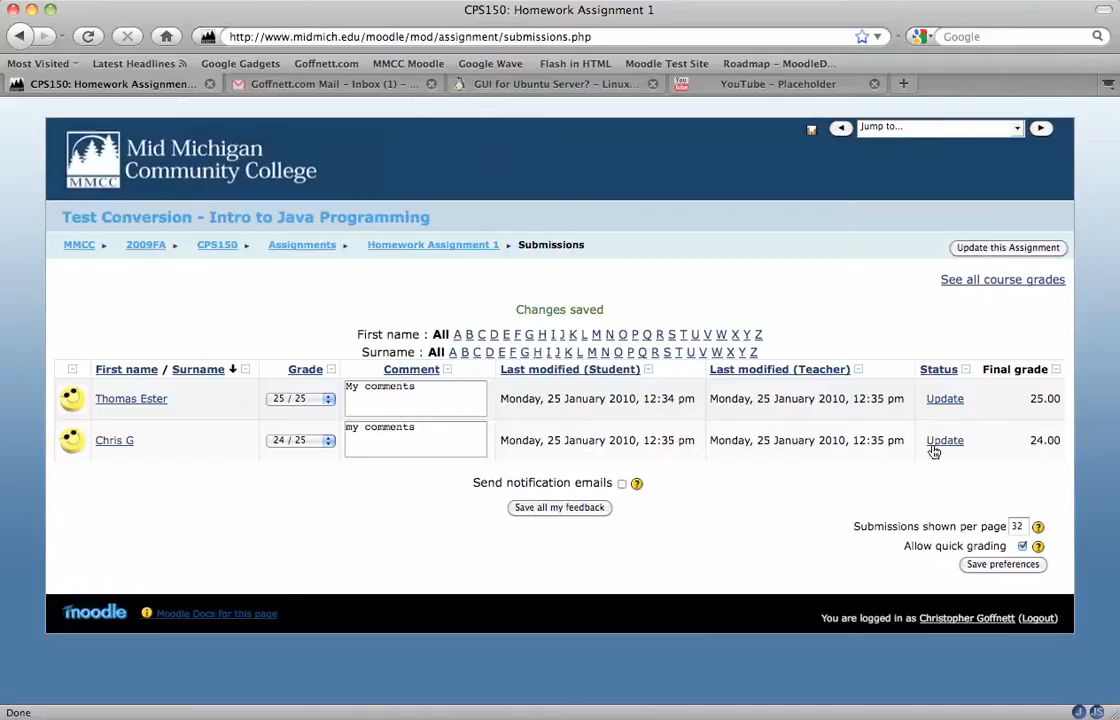 CPS150: Homework Assignment 1
http://www.midmich.edu/moodle/mod/assignment/submissions.php
Google
Most Visited Latest Headlines Google Gadgets Goffnett.com MMCC Moodle Google Wave Flash in HTML Moodle Test Site Roadmap - MoodleD...
CPS150: Homework Assignmen... Goffnett.com Mail - Inbox (1) - ... GUI for Ubuntu Server? - Linux... You Tube YouTube - Placeholder
Jump to...
MMCC Mid Michigan
Community College
Test Conversion - Intro to Java Programming
MMCC ► 2009FA ► CPS150 ► Assignments ► Homework Assignment 1 ► Submissions Update this Assignment
See all course grades
Changes saved
First name : All A B C D E F G H I J K L M N O P Q R S T U V W X Y Z
Surname : All A B C D E F G H I J K L M N O P Q R S T U V W X Y Z
First name / Surname Grade Comment Last modified (Student) Last modified (Teacher) Status Final grade
Thomas Ester 25 / 25 My comments Monday, 25 January 2010, 12:34 pm Monday, 25 January 2010, 12:35 pm Update 25.00
Chris G 24 / 25 my comments Monday, 25 January 2010, 12:35 pm Monday, 25 January 2010, 12:35 pm Update 24.00
Send notification emails
Save all my feedback
Submissions shown per page 32
Allow quick grading
Save preferences
moodle Moodle Docs for this page
You are logged in as Christopher Goffnett (Logout)
Done